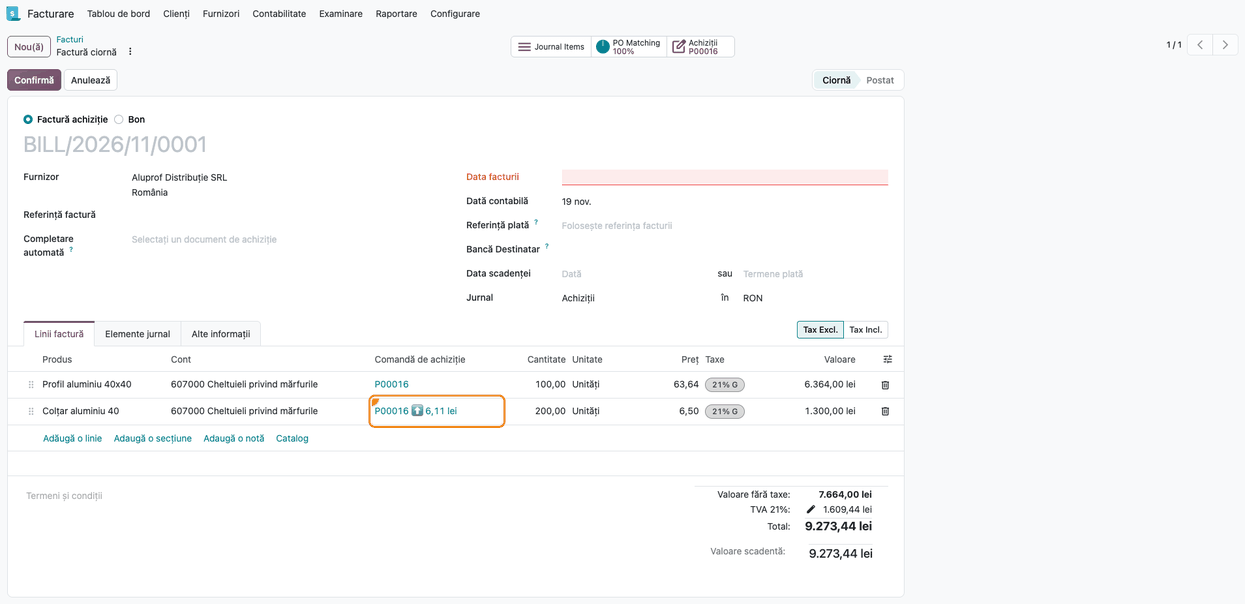 Facturare Tablou de bord Clienți Furnizori Contabilitate Examinare Raportare Configurare
Nou(ă)
Facturi
Factură ciornă
Journal Items
PO Matching
100%
Achiziții
P00016
1 / 1
Confirmă Anulează
Ciornă Postat
Factură achiziție Bon
BILL/2026/11/0001
Furnizor Aluprof Distribuție SRL
România
Referință factură
Completare automată ? Selectați un document de achiziție
Data facturii
Dată contabilă 19 nov.
Referință plată ? Folosește referința facturii
Bancă Destinatar ?
Data scadenței Dată sau Termene plată
Jurnal Achiziții în RON
Linii factură Elemente jurnal Alte informații
Tax Excl. Tax Incl.
Produs Cont Comandă de achiziție Cantitate Unitate Preț Taxe Valoare
Profil aluminiu 40x40 607000 Cheltuieli privind mărfurile P00016 100,00 Unități 63,64 21% G 6.364,00 lei
Colțar aluminiu 40 607000 Cheltuieli privind mărfurile P00016 ⬆️ 6,11 lei 200,00 Unități 6,50 21% G 1.300,00 lei
Adăugă o linie Adaugă o secțiune Adaugă o notă Catalog
Termeni și condiții
Valoare fără taxe: 7.664,00 lei
TVA 21%: 1.609,44 lei
Total: 9.273,44 lei
Valoare scadentă: 9.273,44 lei